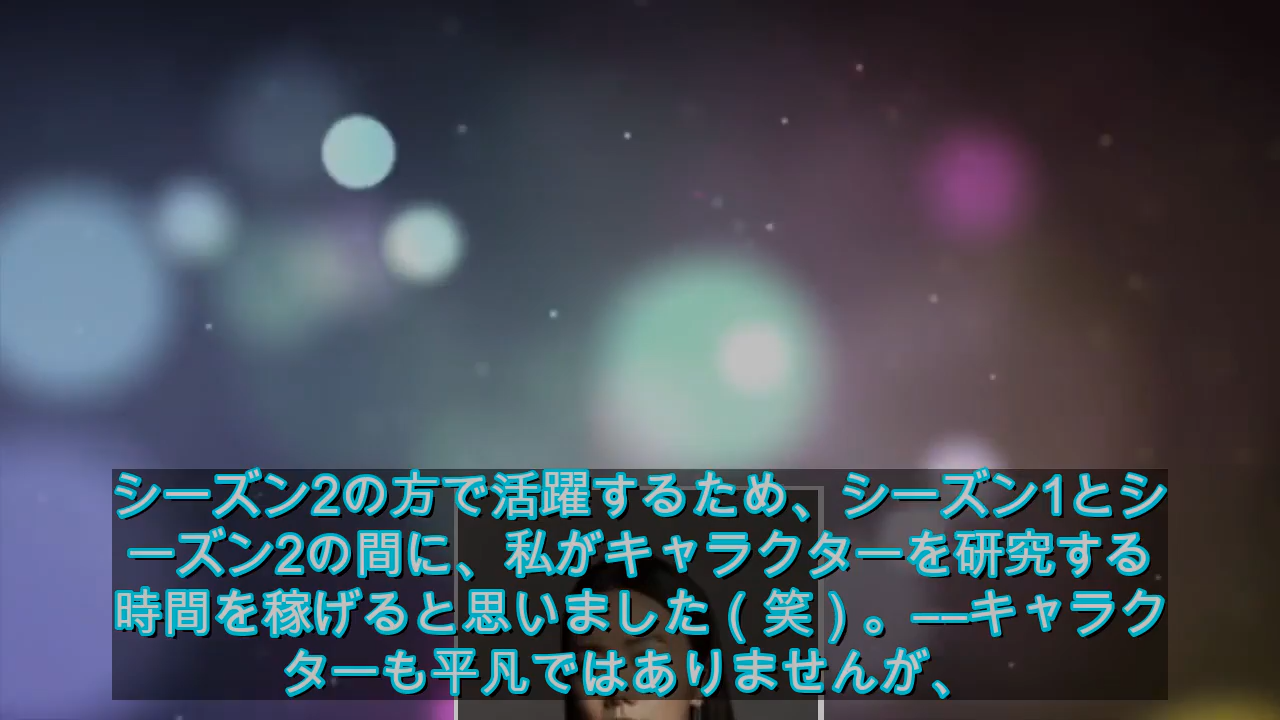 シーズン2の方で活躍するため、シーズン1とシ
ーズン2の間に、私がキャラクターを研究する
時間を稼げると思いました ( 笑 ) 。––キャラク
ターも平凡ではありませんが、